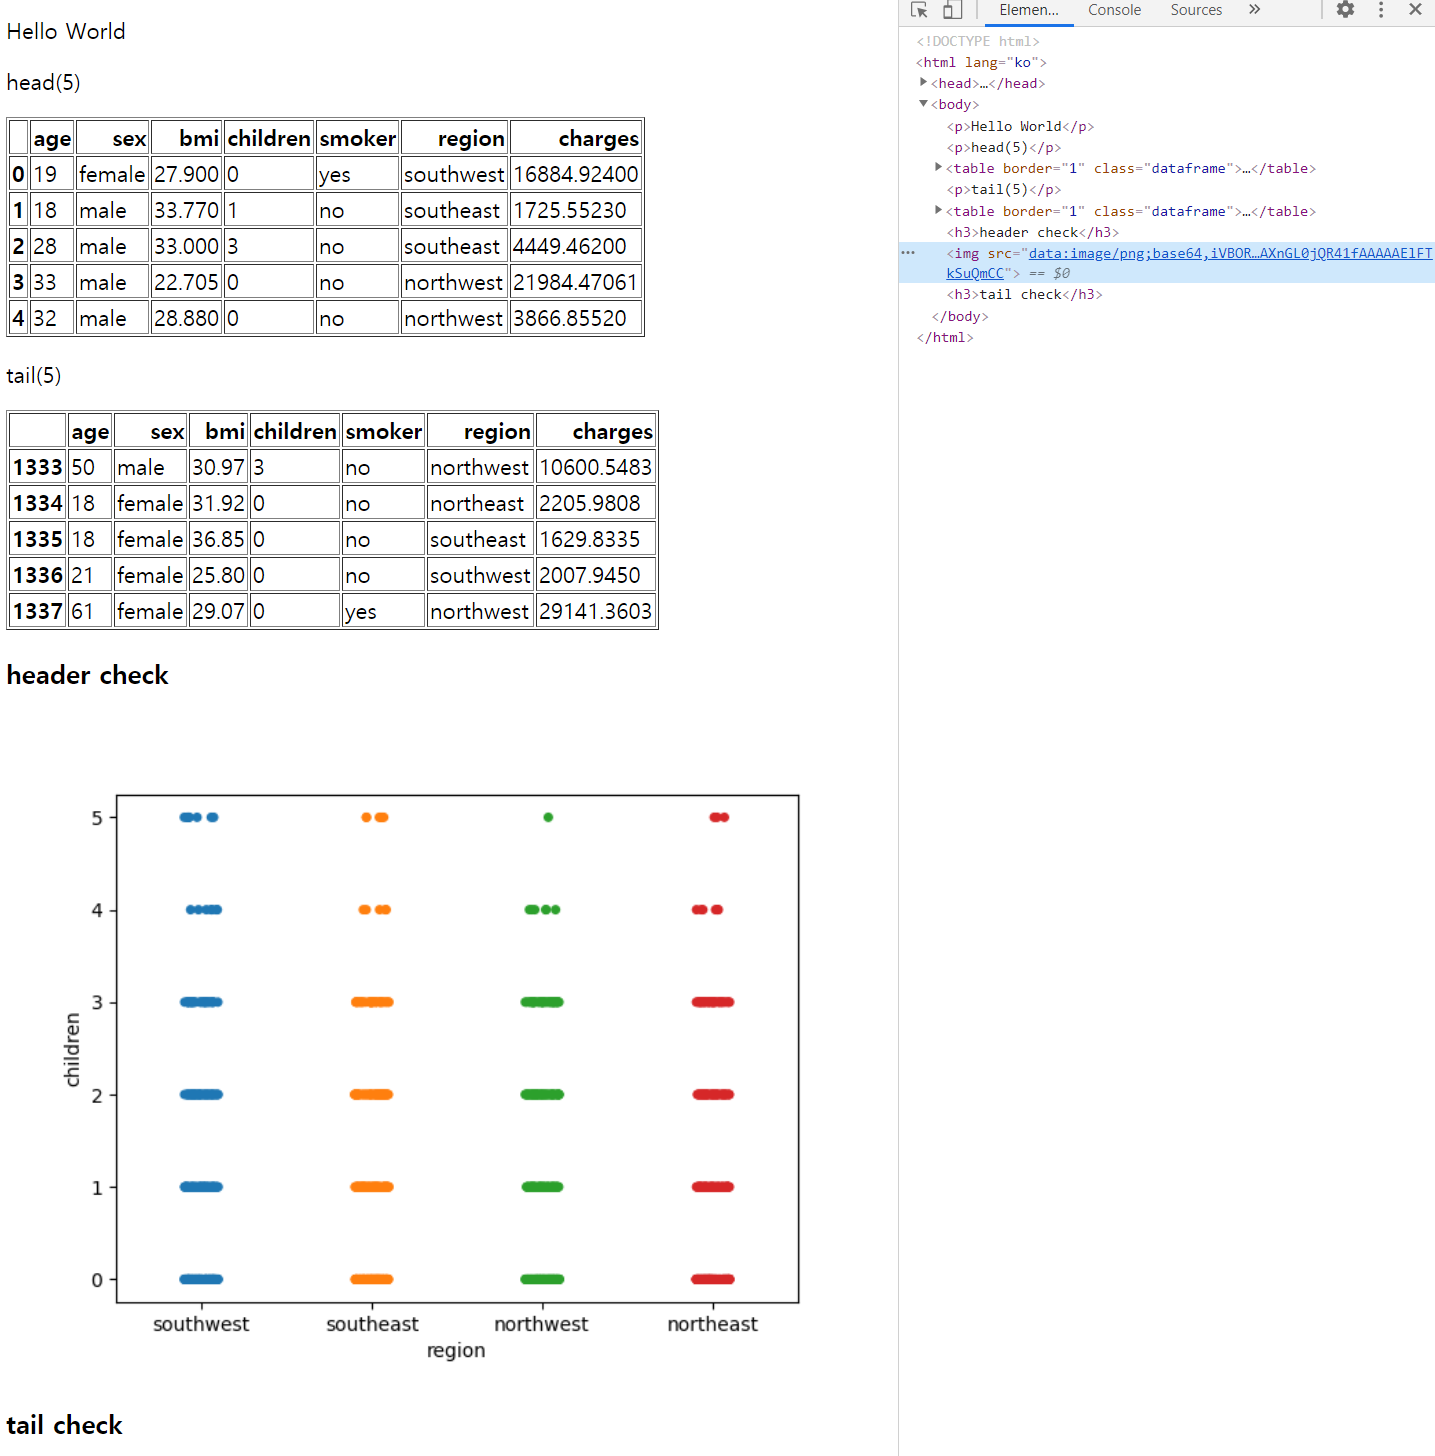 Hello World
head(5)
age sex bmi children smoker region charges
0 19 female 27.900 0 yes southwest 16884.92400
1 18 male 33.770 1 no southeast 1725.55230
2 28 male 33.000 3 no southeast 4449.46200
3 33 male 22.705 0 no northwest 21984.47061
4 32 male 28.880 0 no northwest 3866.85520
tail(5)
age sex bmi children smoker region charges
1333 50 male 30.97 3 no northwest 10600.5483
1334 18 female 31.92 0 no northeast 2205.9808
1335 18 female 36.85 0 no southeast 1629.8335
1336 21 female 25.80 0 no southwest 2007.9450
1337 61 female 29.07 0 yes northwest 29141.3603
header check
5
4
3
2
1
0
children
southwest southeast northwest northeast
region
tail check
Elemen... Console Sources »
<!DOCTYPE html>
<html lang="ko">
<head>…</head>
<body>
<p>Hello World</p>
<p>head(5)</p>
<table border="1" class="dataframe">…</table>
<p>tail(5)</p>
<table border="1" class="dataframe">…</table>
<h3>header check</h3>
<img src="data:image/png;base64,iVBOR…AXnGL0jQR41fAAAAAElFT
kSuQmCC"> == $0
<h3>tail check</h3>
</body>
</html>